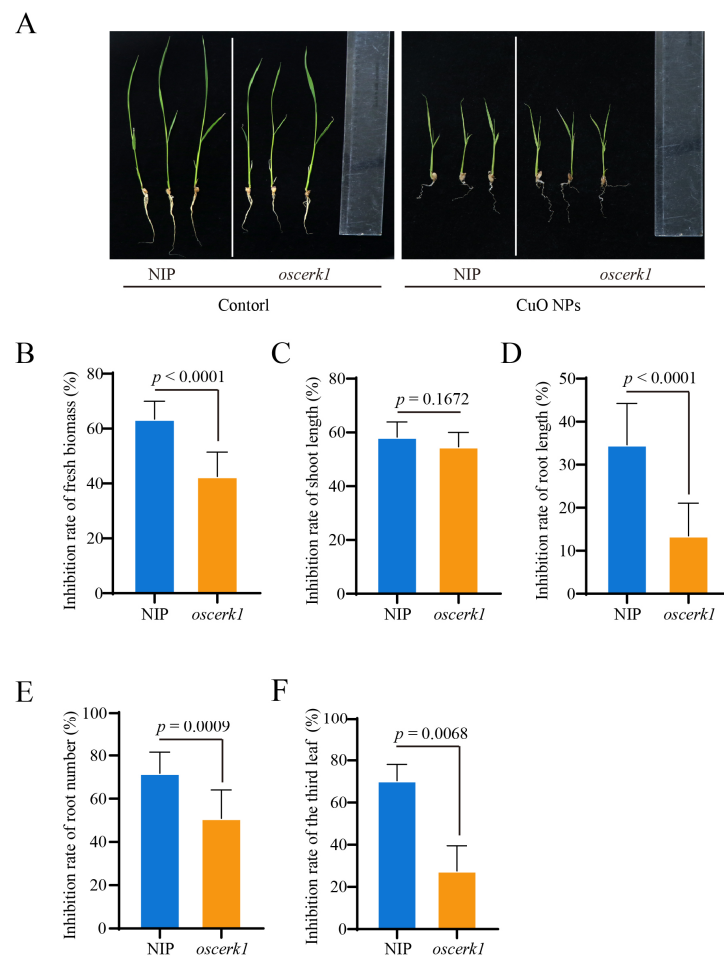 A
NIP oscerk1 NIP oscerk1
Contorl CuO NPs
B
Inhibition rate of fresh biomass (%)
80
60
40
20
0
p < 0.0001
NIP oscerk1
C
Inhibition rate of shoot length (%)
80
60
40
20
0
p = 0.1672
NIP oscerk1
D
Inhibition rate of root length (%)
50
40
30
20
10
0
p < 0.0001
NIP oscerk1
E
Inhibition rate of root number (%)
100
80
60
40
20
0
p = 0.0009
NIP oscerk1
F
Inhibition rate of the third leaf (%)
100
80
60
40
20
0
p = 0.0068
NIP oscerk1